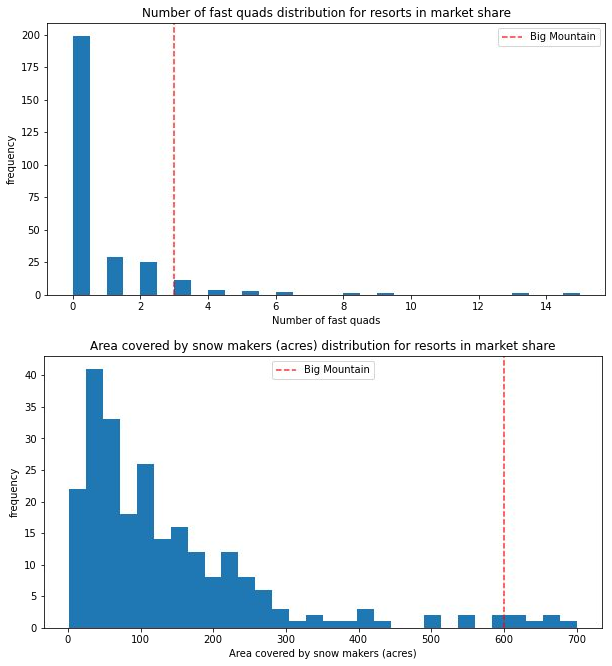 Number of fast quads distribution for resorts in market share
Big Mountain
200
175
150
125
100
75
50
25
0
frequency
0 2 4 6 8 10 12 14
Number of fast quads
Area covered by snow makers (acres) distribution for resorts in market share
Big Mountain
40
35
30
25
20
15
10
5
0
frequency
0 100 200 300 400 500 600 700
Area covered by snow makers (acres)